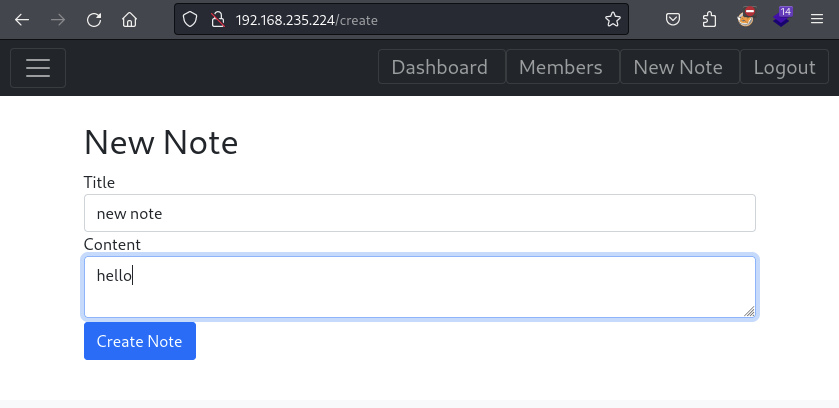 192.168.235.224/create
14
Dashboard Members New Note Logout
New Note
Title
new note
Content
hello
Create Note